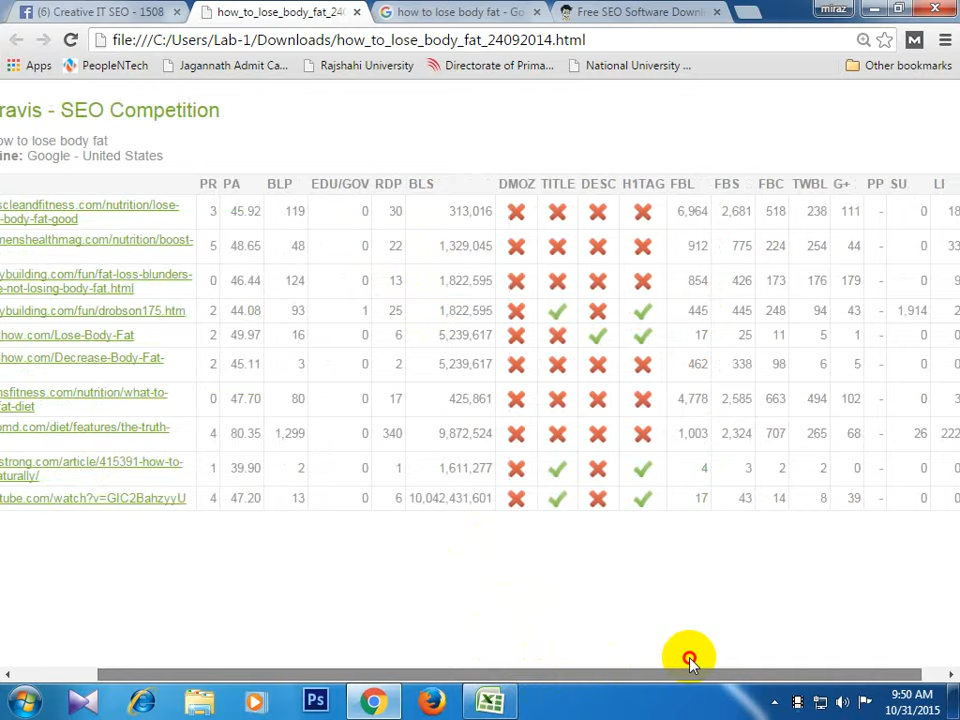 (6) Creative IT SEO - 1508
how_to_lose_body_fat_24
how to lose body fat - Go
Free SEO Software Downl
miraz
file:///C:/Users/Lab-1/Downloads/how_to_lose_body_fat_24092014.html
Apps
PeopleNTech
Jagannath Admit Ca...
Rajshahi University
Directorate of Prima...
National University ...
Other bookmarks
ravis - SEO Competition
ow to lose body fat
ine: Google - United States
PR PA BLP EDU/GOV RDP BLS DMOZ TITLE DESC H1TAG FBL FBS FBC TWBL G+ PP SU LI
scleandfitness.com/nutrition/lose-
-body-fat-good
3 45.92 119 0 30 313,016 6,964 2,681 518 238 111 - 0 18
menshealthmag.com/nutrition/boost-
5 48.65 48 0 22 1,329,045 912 775 224 254 44 - 0 33
ybuilding.com/fun/fat-loss-blunders-
e-not-losing-body-fat.html
0 46.44 124 0 13 1,822,595 854 426 173 176 179 - 0 9
ybuilding.com/fun/drobson175.htm 2 44.08 93 1 25 1,822,595 445 445 248 94 43 - 1,914 0
how.com/Lose-Body-Fat 2 49.97 16 0 6 5,239,617 17 25 11 5 1 - 0 0
how.com/Decrease-Body-Fat-
2 45.11 3 0 2 5,239,617 462 338 98 6 5 - 0 0
nsfitness.com/nutrition/what-to-
fat-diet
0 47.70 80 0 17 425,861 4,778 2,585 663 494 102 - 0 3
omd.com/diet/features/the-truth-
4 80.35 1,299 0 340 9,872,524 1,003 2,324 707 265 68 - 26 222
strong.com/article/415391-how-to-
aturally/
1 39.90 2 0 1 1,611,277 4 3 2 2 0 - 0 0
tube.com/watch?v=GIC2BahzyyU 4 47.20 13 0 6 10,042,431,601 17 43 14 8 39 - 0 0
Ps
9:50 AM
10/31/2015